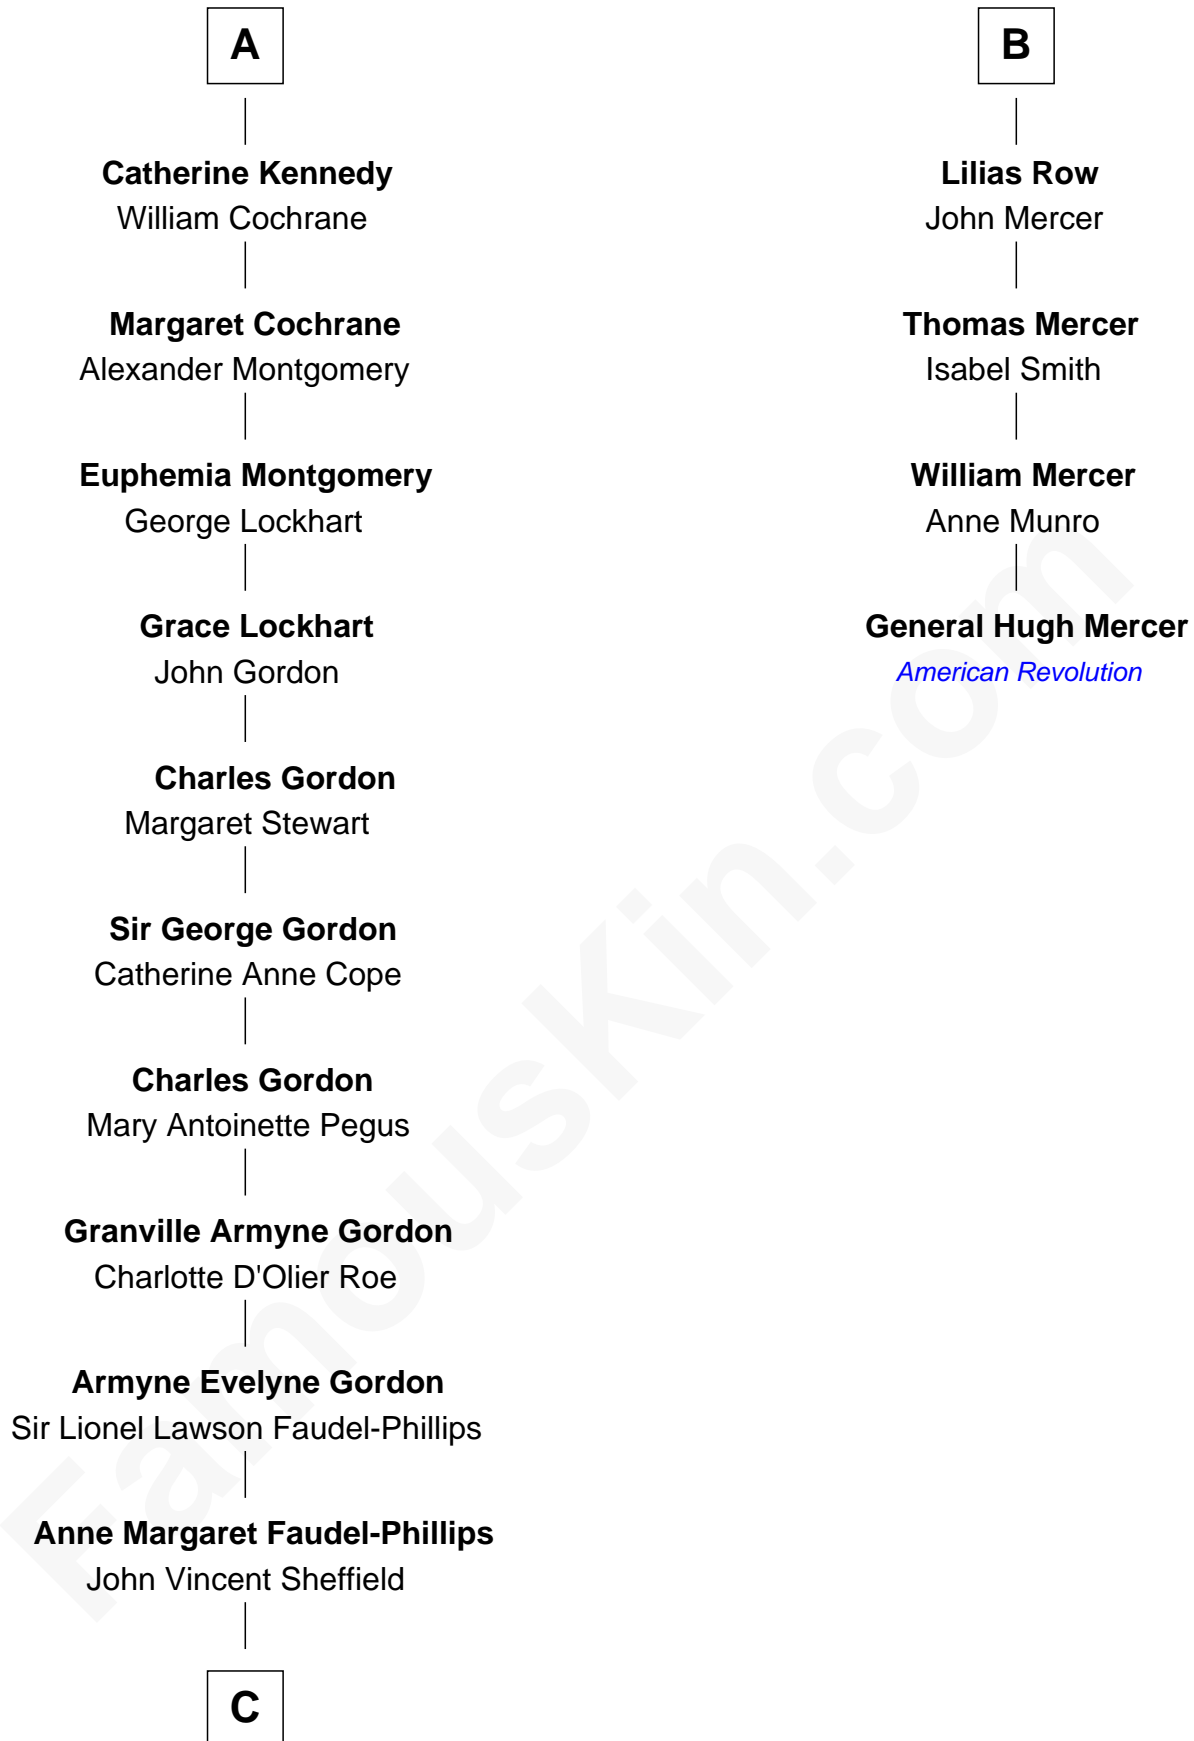 A
Catherine Kennedy
William Cochrane
Margaret Cochrane
Alexander Montgomery
Euphemia Montgomery
George Lockhart
Grace Lockhart
John Gordon
Charles Gordon
Margaret Stewart
Sir George Gordon
Catherine Anne Cope
Charles Gordon
Mary Antoinette Pegus
Granville Armyne Gordon
Charlotte D'Olier Roe
Armyne Evelyne Gordon
Sir Lionel Lawson Faudel-Phillips
Anne Margaret Faudel-Phillips
John Vincent Sheffield
C
B
Lilias Row
John Mercer
Thomas Mercer
Isabel Smith
William Mercer
Anne Munro
General Hugh Mercer
American Revolution
FamousKin.com